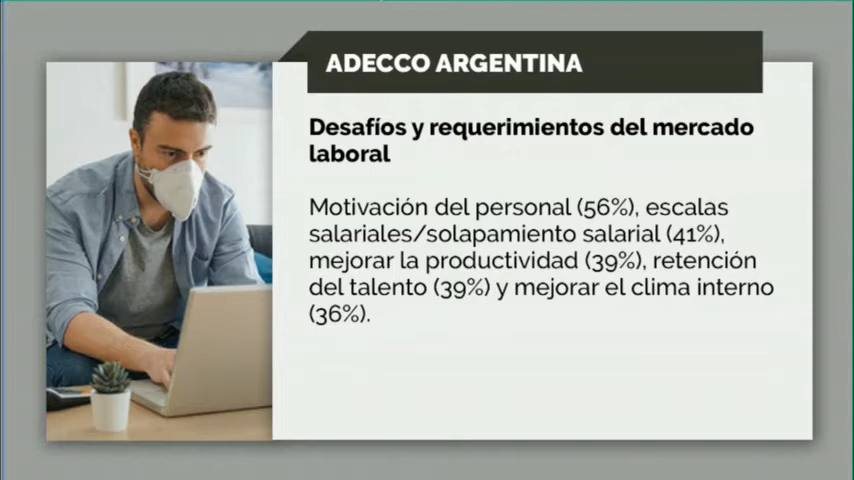 ADECCO ARGENTINA
Desafíos y requerimientos del mercado
laboral
Motivación del personal (56%), escalas
salariales/solapamiento salarial (41%),
mejorar la productividad (39%), retención
del talento (39%) y mejorar el clima interno
(36%).